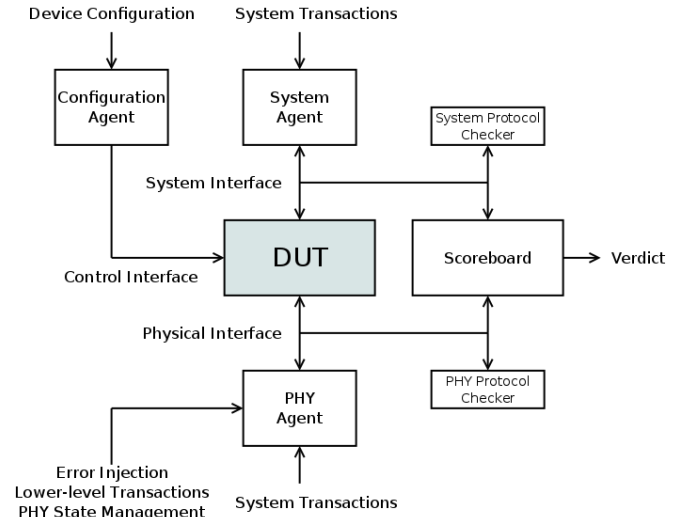 Device Configuration
System Transactions
Configuration
Agent
System
Agent
System Protocol
Checker
System Interface
DUT
Scoreboard
Verdict
Control Interface
Physical Interface
PHY
Agent
PHY Protocol
Checker
Error Injection
Lower-level Transactions
PHY State Management
System Transactions